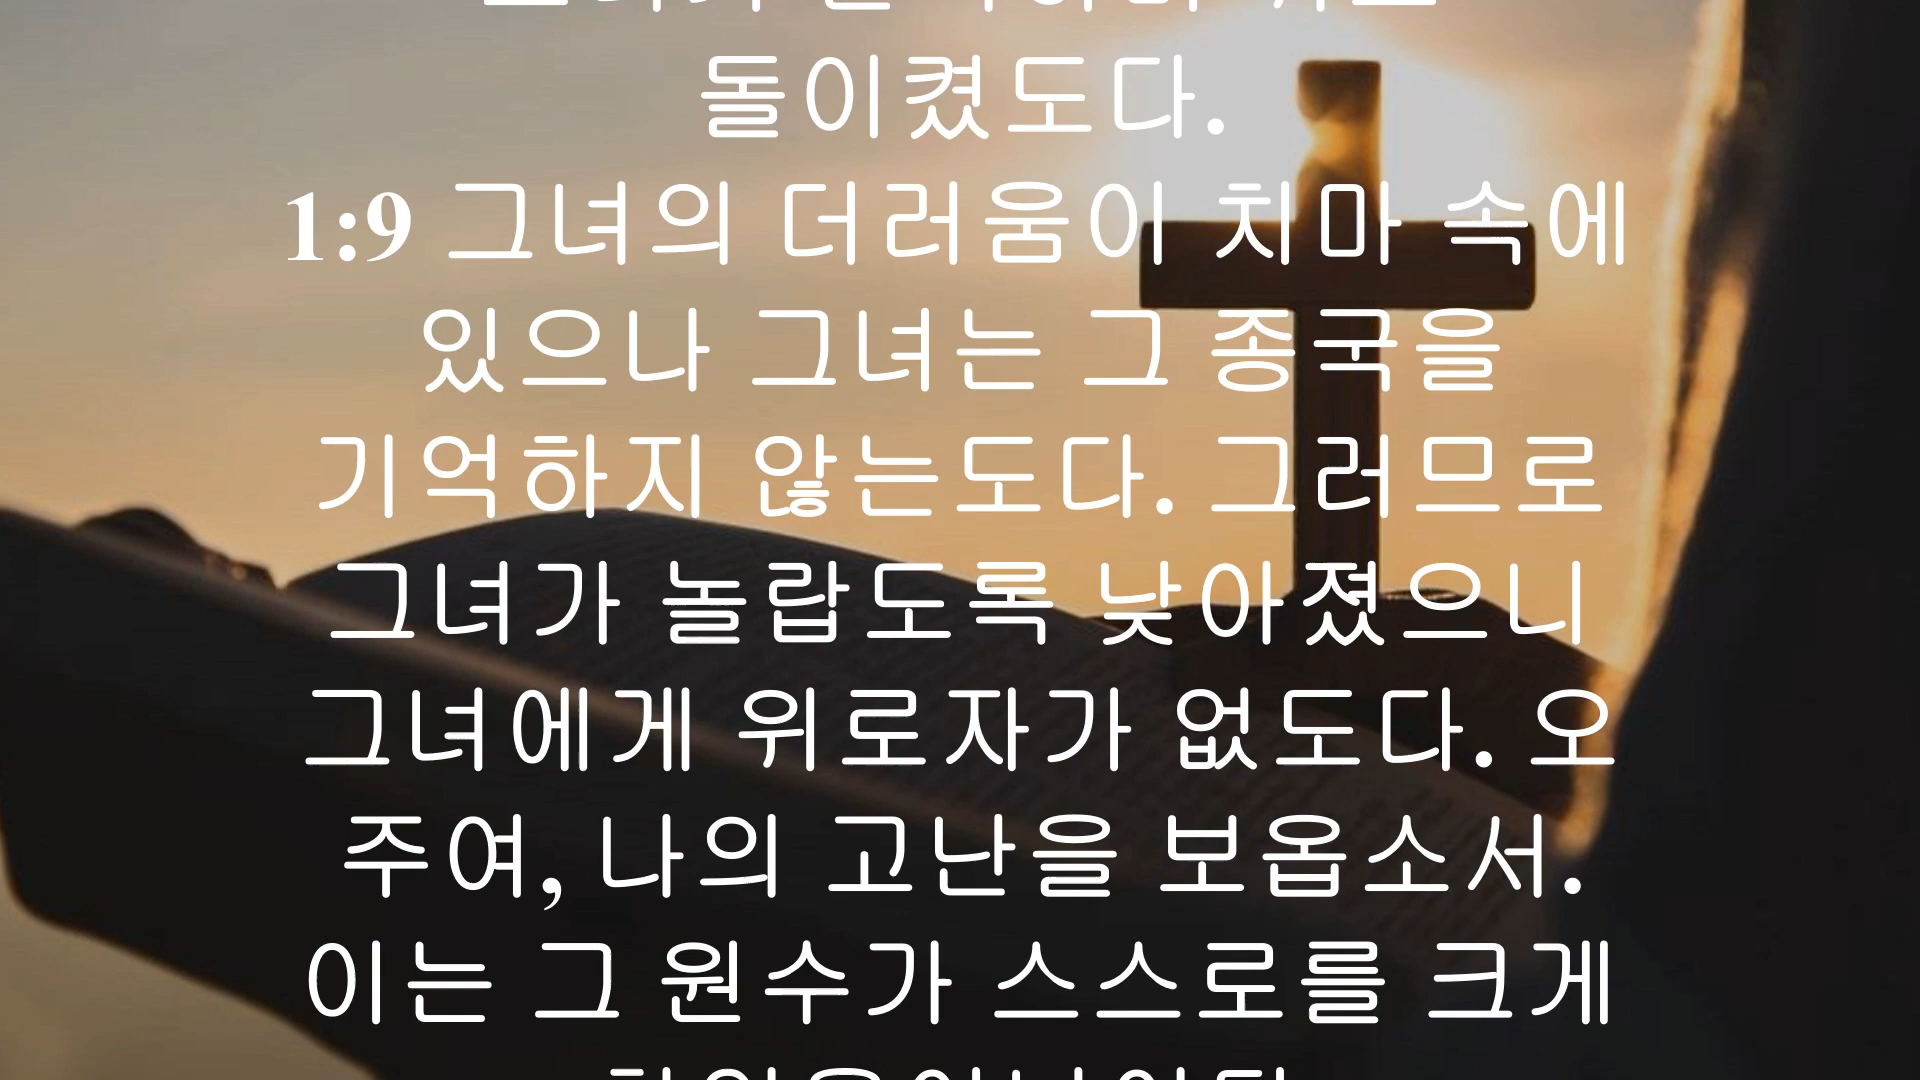 돌이켰도다.
1:9 그녀의 더러움이 치마 속에
있으나 그녀는 그 종국을
기억하지 않는도다. 그러므로
그녀가 놀랍도록 낮아졌으니
그녀에게 위로자가 없도다. 오
주여, 나의 고난을 보옵소서.
이는 그 원수가 스스로를 크게